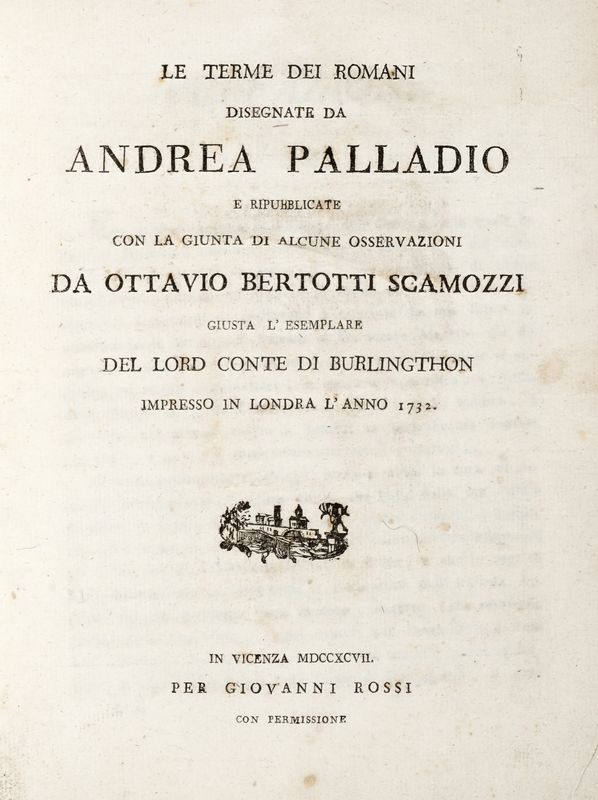 LE TERME DEI ROMANI
DISEGNATE DA
ANDREA PALLADIO
E RIPUBBLICATE
CON LA GIUNTA DI ALCUNE OSSERVAZIONI
DA OTTAVIO BERTOTTI SCAMOZZI
GIUSTA L' ESEMPLARE
DEL LORD CONTE DI BURLINGTHON
IMPRESSO IN LONDRA L'ANNO 1732.
IN VICENZA MDCCXCVII.
PER GIOVANNI ROSSI
CON PERMISSIONE